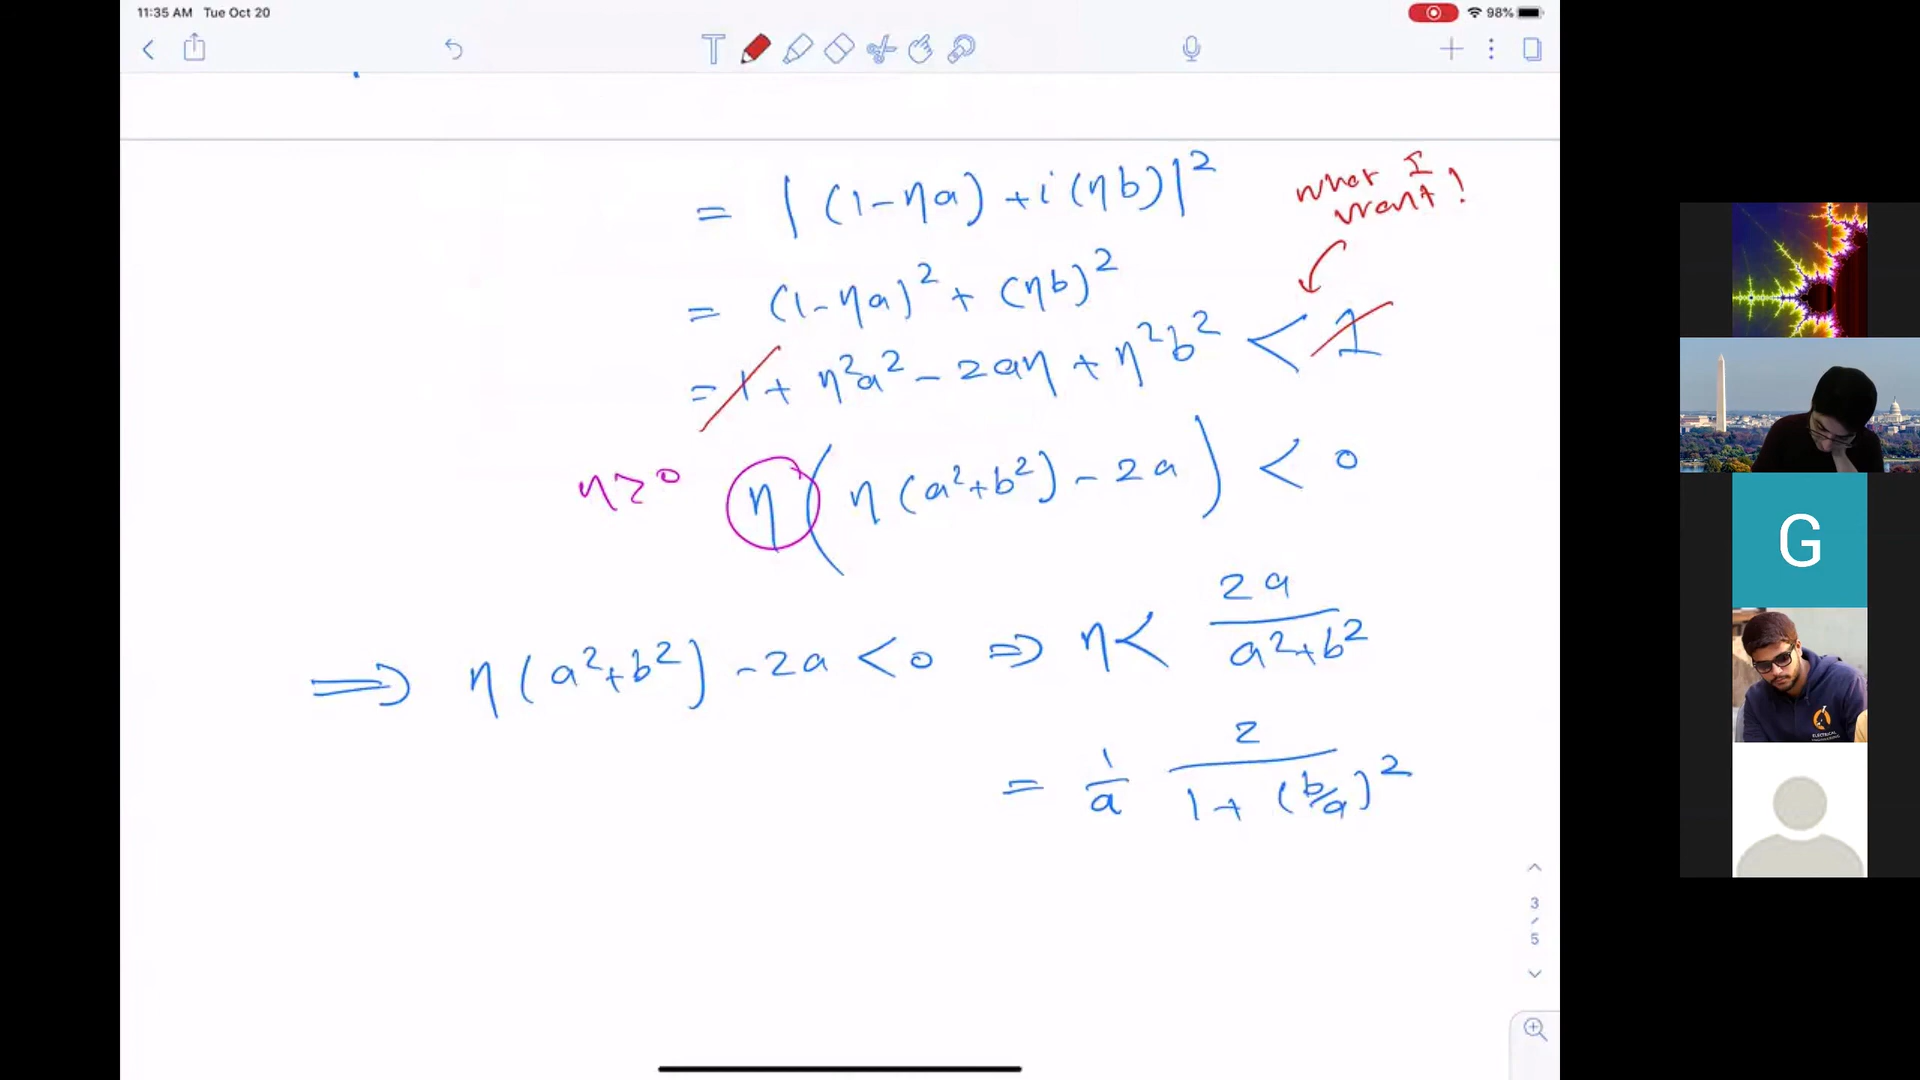 11:35 AM Tue Oct 20
98%
= |(1-ηa) + i(ηb)|²
what I
want!
= (1-ηa)² + (ηb)²
= 1 + η²a² - 2aη + η²b² < 1
η≥0 η(η(a²+b²) - 2a) < 0
⇒ η(a²+b²) - 2a < 0 ⇒ η < 2a/(a²+b²)
= 1/a 2/(1+(b/a)²)
3
/
5
G
ELECTRICAL